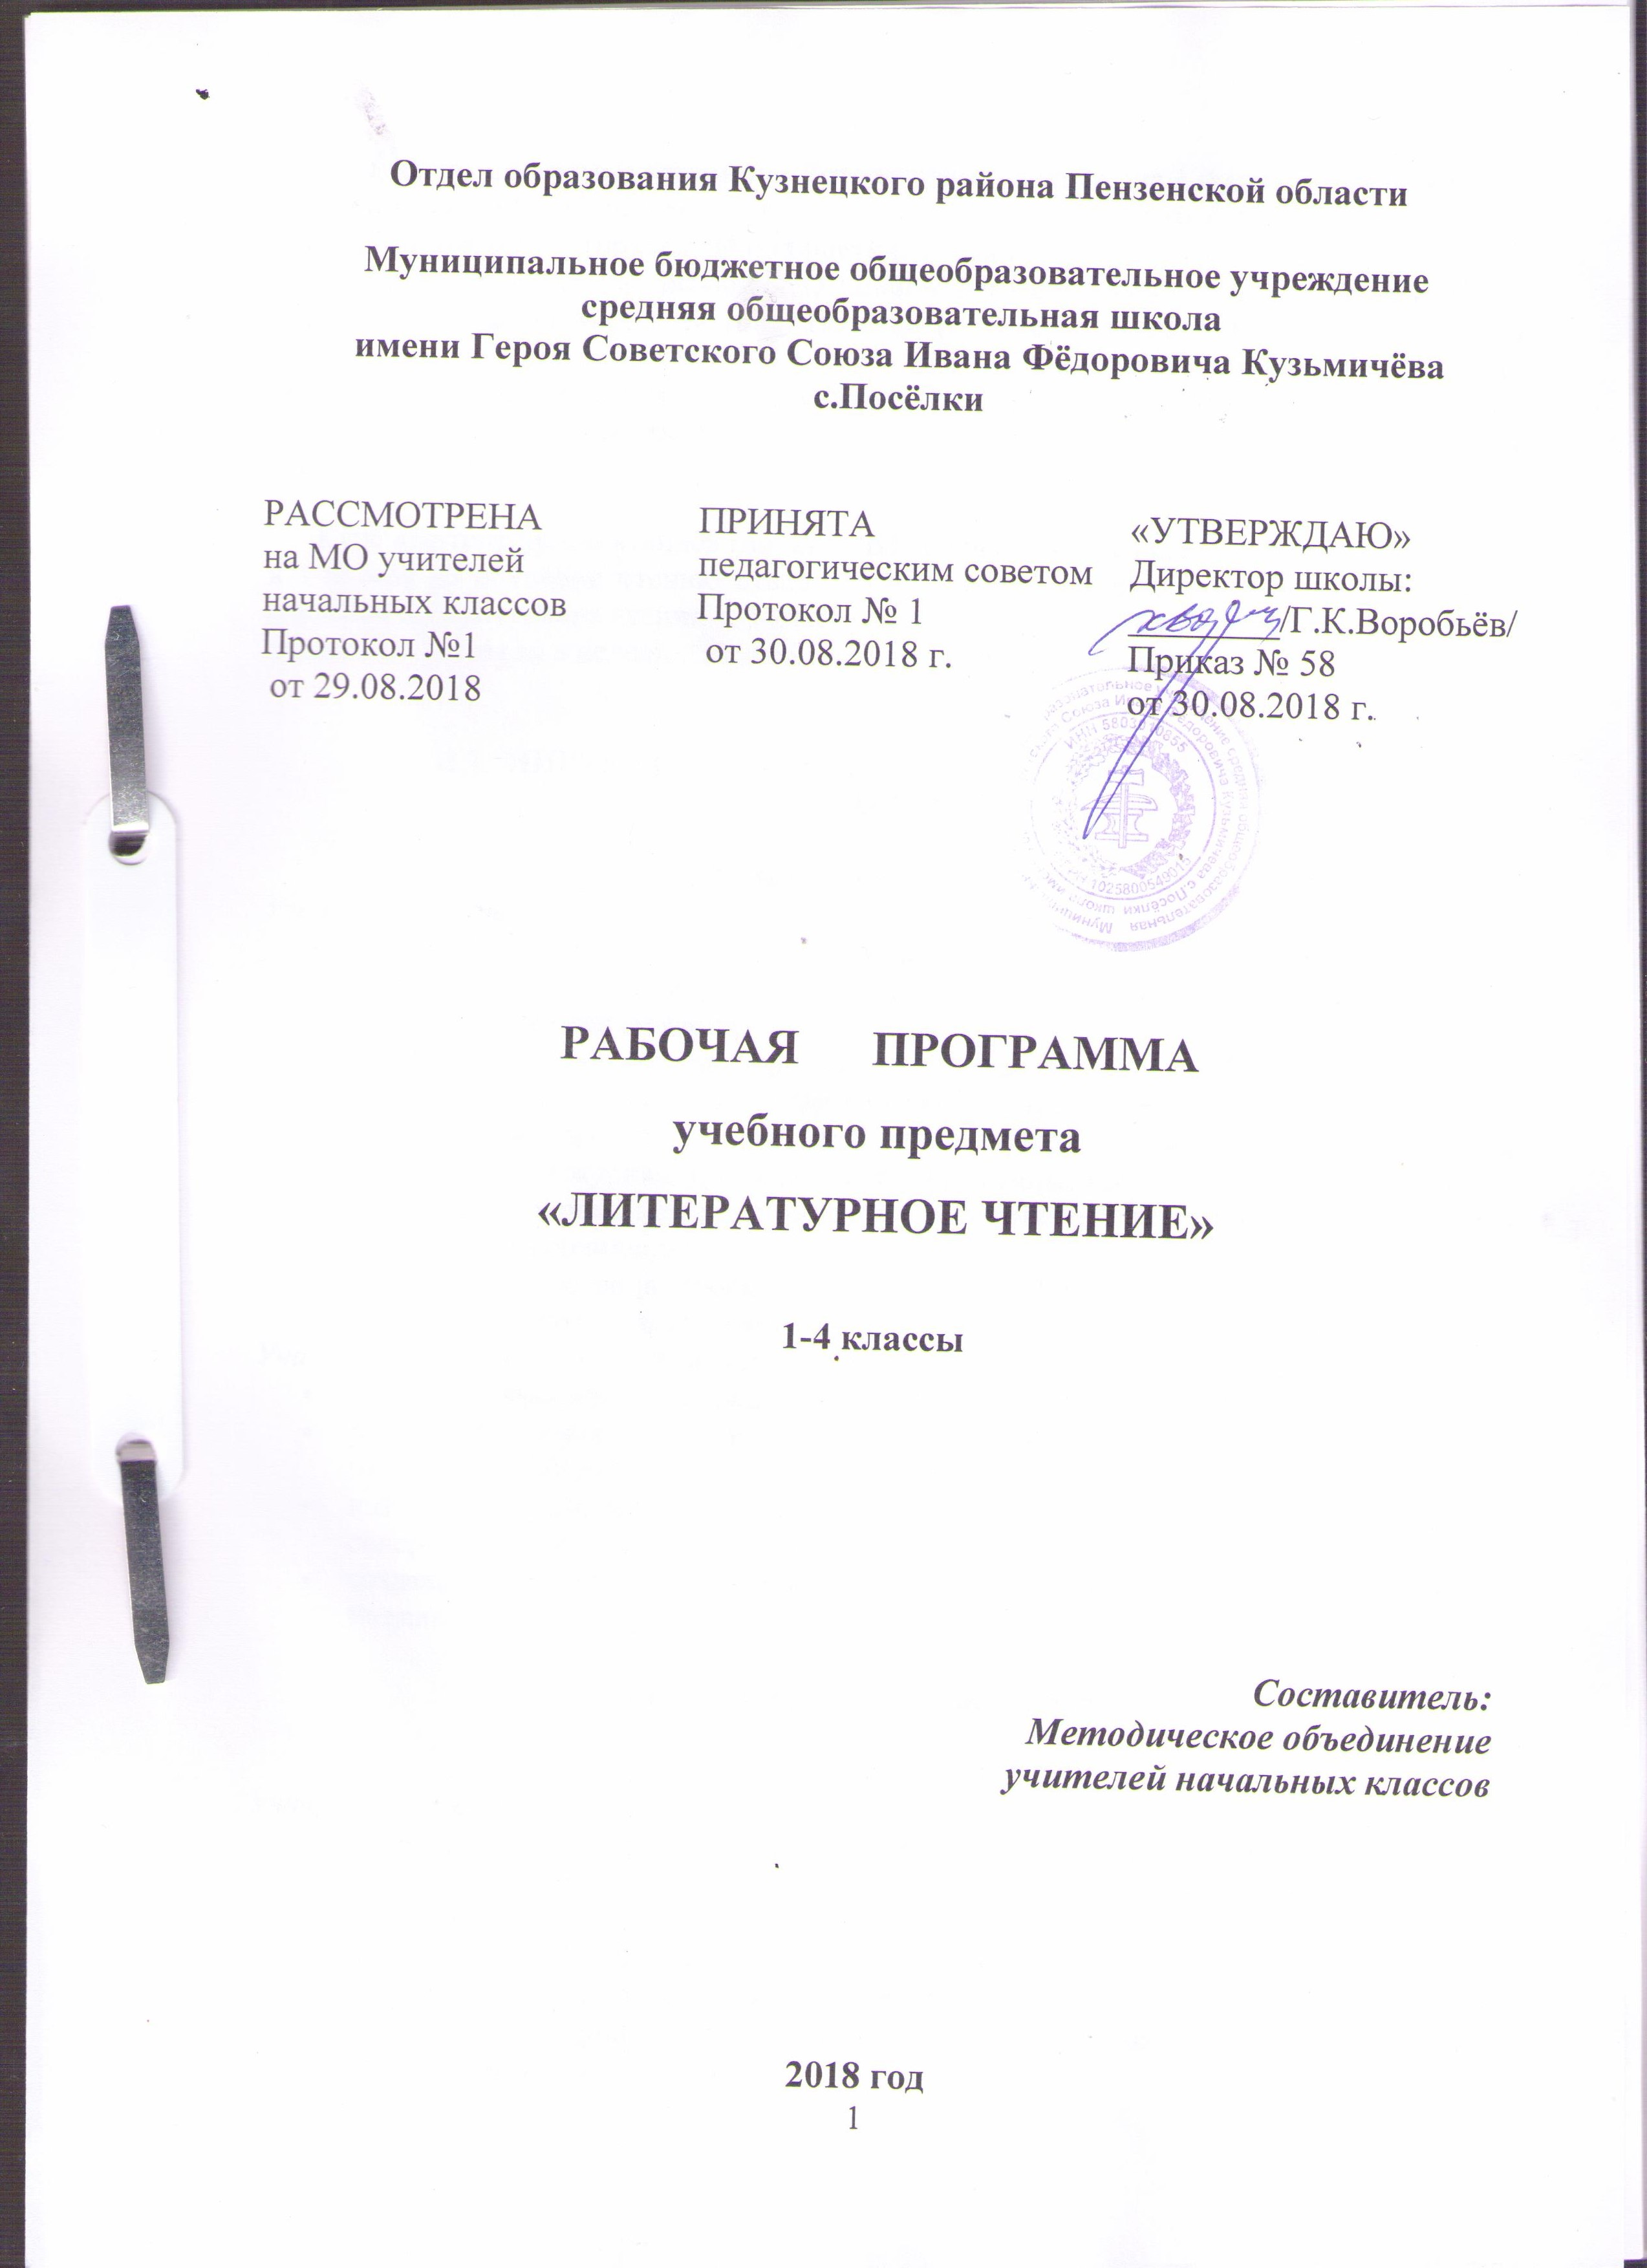 Отдел образования Кузнецкого района Пензенской области
Муниципальное бюджетное общеобразовательное учреждение
средняя общеобразовательная школа
имени Героя Советского Союза Ивана Фёдоровича Кузьмичёва
с.Посёлки
РАССМОТРЕНА
на МО учителей
начальных классов
Протокол №1
от 29.08.2018
ПРИНЯТА
педагогическим советом
Протокол № 1
от 30.08.2018 г.
«УТВЕРЖДАЮ»
Директор школы:
/Г.К.Воробьёв/
Приказ № 58
от 30.08.2018 г.
РАБОЧАЯ ПРОГРАММА
учебного предмета
«ЛИТЕРАТУРНОЕ ЧТЕНИЕ»
1-4 классы
Составитель:
Методическое объединение
учителей начальных классов
2018 год
1